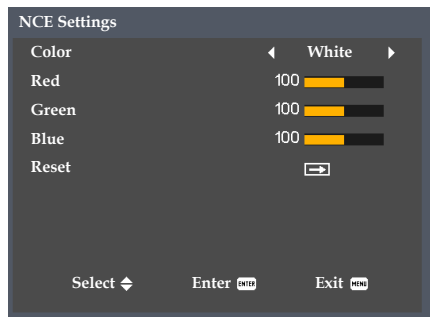 NCE Settings
Color White
Red 100
Green 100
Blue 100
Reset
Select Enter ENTER Exit MENU